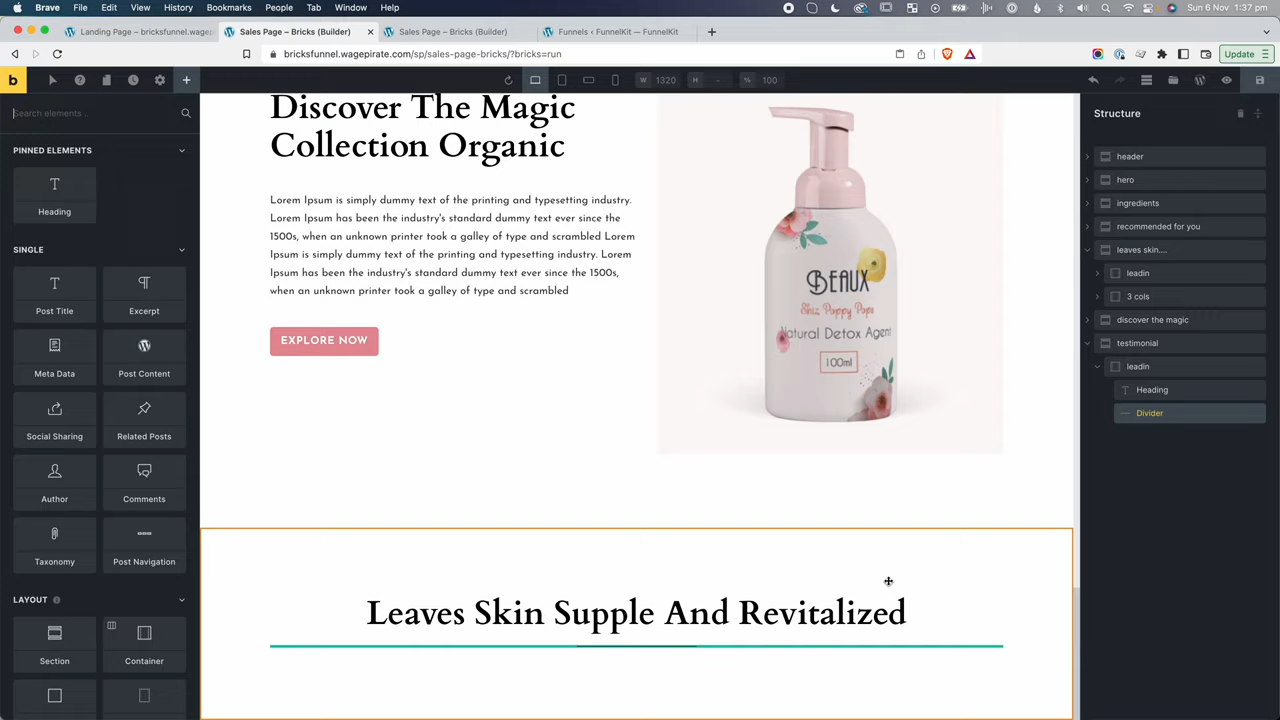 Brave File Edit View History Bookmarks People Tab Window Help
Sun 6 Nov 1:37 pm
Landing Page – bricksfunnel.wagep
Sales Page – Bricks (Builder)
Sales Page – Bricks (Builder)
Funnels ‹ FunnelKit — FunnelKit
bricksfunnel.wagepirate.com/sp/sales-page-bricks/?bricks=run
Update
b
W 1320 H - % 100
Search elements ..
PINNED ELEMENTS
Heading
SINGLE
Post Title
Excerpt
Meta Data
Post Content
Social Sharing
Related Posts
Author
Comments
Taxonomy
Post Navigation
LAYOUT
Section
Container
Discover The Magic
Collection Organic
Lorem Ipsum is simply dummy text of the printing and typesetting industry.
Lorem Ipsum has been the industry's standard dummy text ever since the
1500s, when an unknown printer took a galley of type and scrambled Lorem
Ipsum is simply dummy text of the printing and typesetting industry. Lorem
Ipsum has been the industry's standard dummy text ever since the 1500s,
when an unknown printer took a galley of type and scrambled
EXPLORE NOW
BEAUX
Skiz Poppy Pops
Natural Detox Agent
100ml
Leaves Skin Supple And Revitalized
Structure
header
hero
ingredients
recommended for you
leaves skin....
leadin
3 cols
discover the magic
testimonial
leadin
Heading
Divider